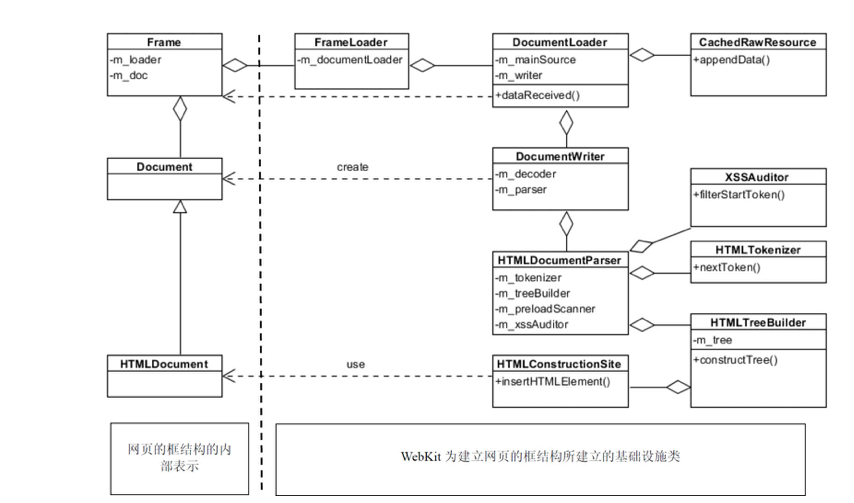 Frame
-m_loader
-m_doc
FrameLoader
-m_documentLoader
DocumentLoader
-m_mainSource
-m_writer
+dataReceived()
CachedRawResource
+appendData()
Document
create
DocumentWriter
-m_decoder
-m_parser
XSSAuditor
+filterStartToken()
HTMLDocumentParser
-m_tokenizer
-m_treeBuilder
-m_preloadScanner
-m_xssAuditor
HTMLTokenizer
+nextToken()
HTMLTreeBuilder
-m_tree
+constructTree()
HTMLDocument
use
HTMLConstructionSite
+insertHTMLElement()
网页的框结构的内
部表示
WebKit 为建立网页的框结构所建立的基础设施类